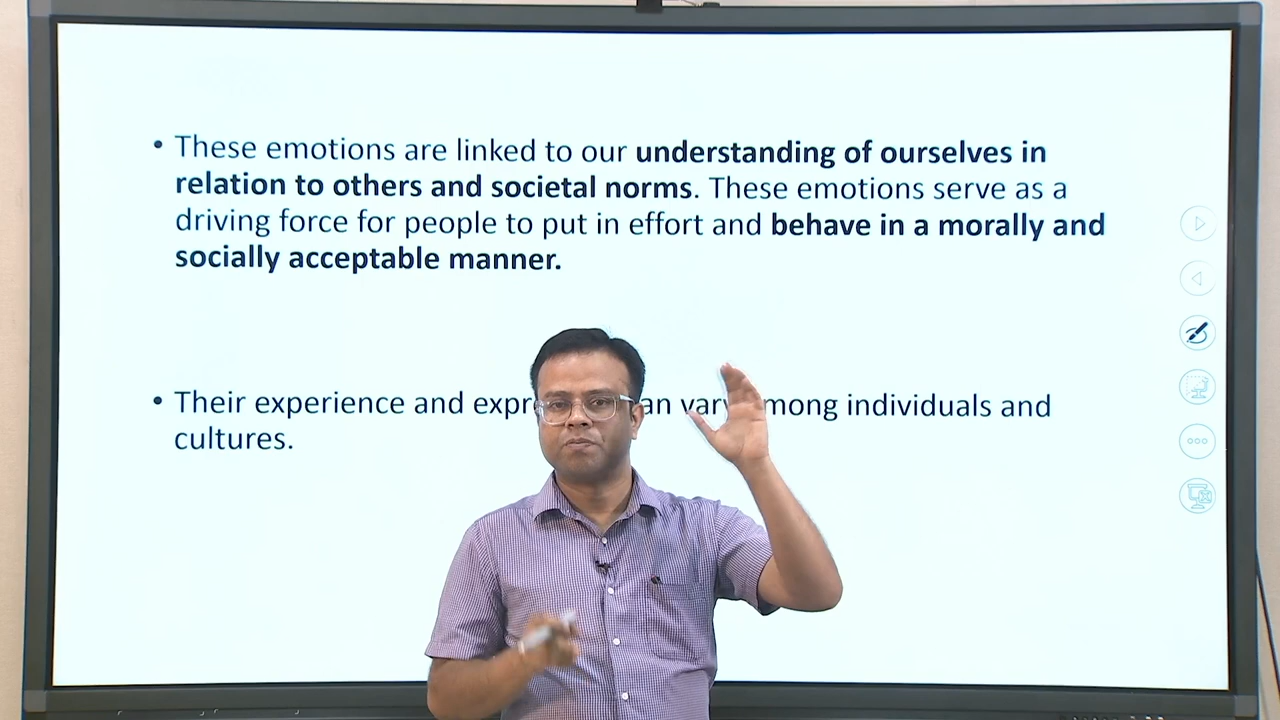 • These emotions are linked to our understanding of ourselves in
relation to others and societal norms. These emotions serve as a
driving force for people to put in effort and behave in a morally and
socially acceptable manner.
• Their experience and expr an vary mong individuals and
cultures.